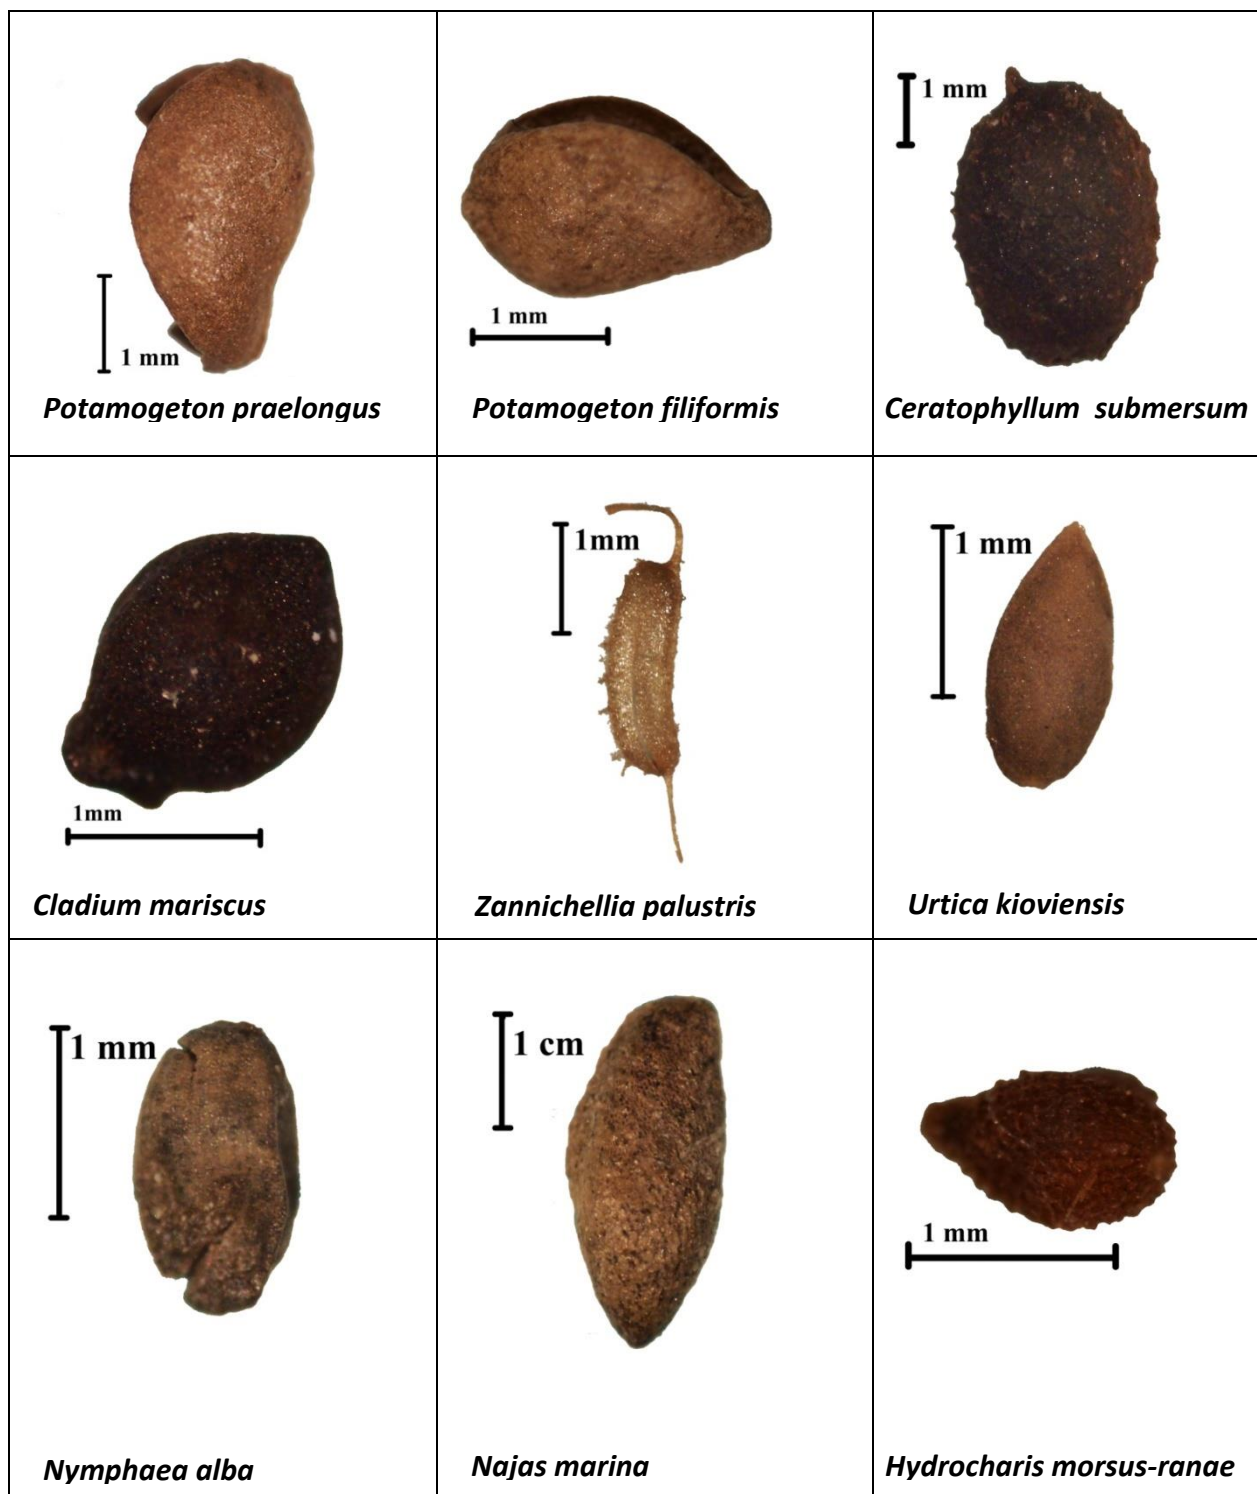 1 mm
Potamogeton praelongus
1 mm
Potamogeton filiformis
1 mm
Ceratophyllum submersum
1mm
Cladium mariscus
1mm
Zannichellia palustris
1 mm
Urtica kioviensis
1 mm
Nymphaea alba
1 cm
Najas marina
1 mm
Hydrocharis morsus-ranae